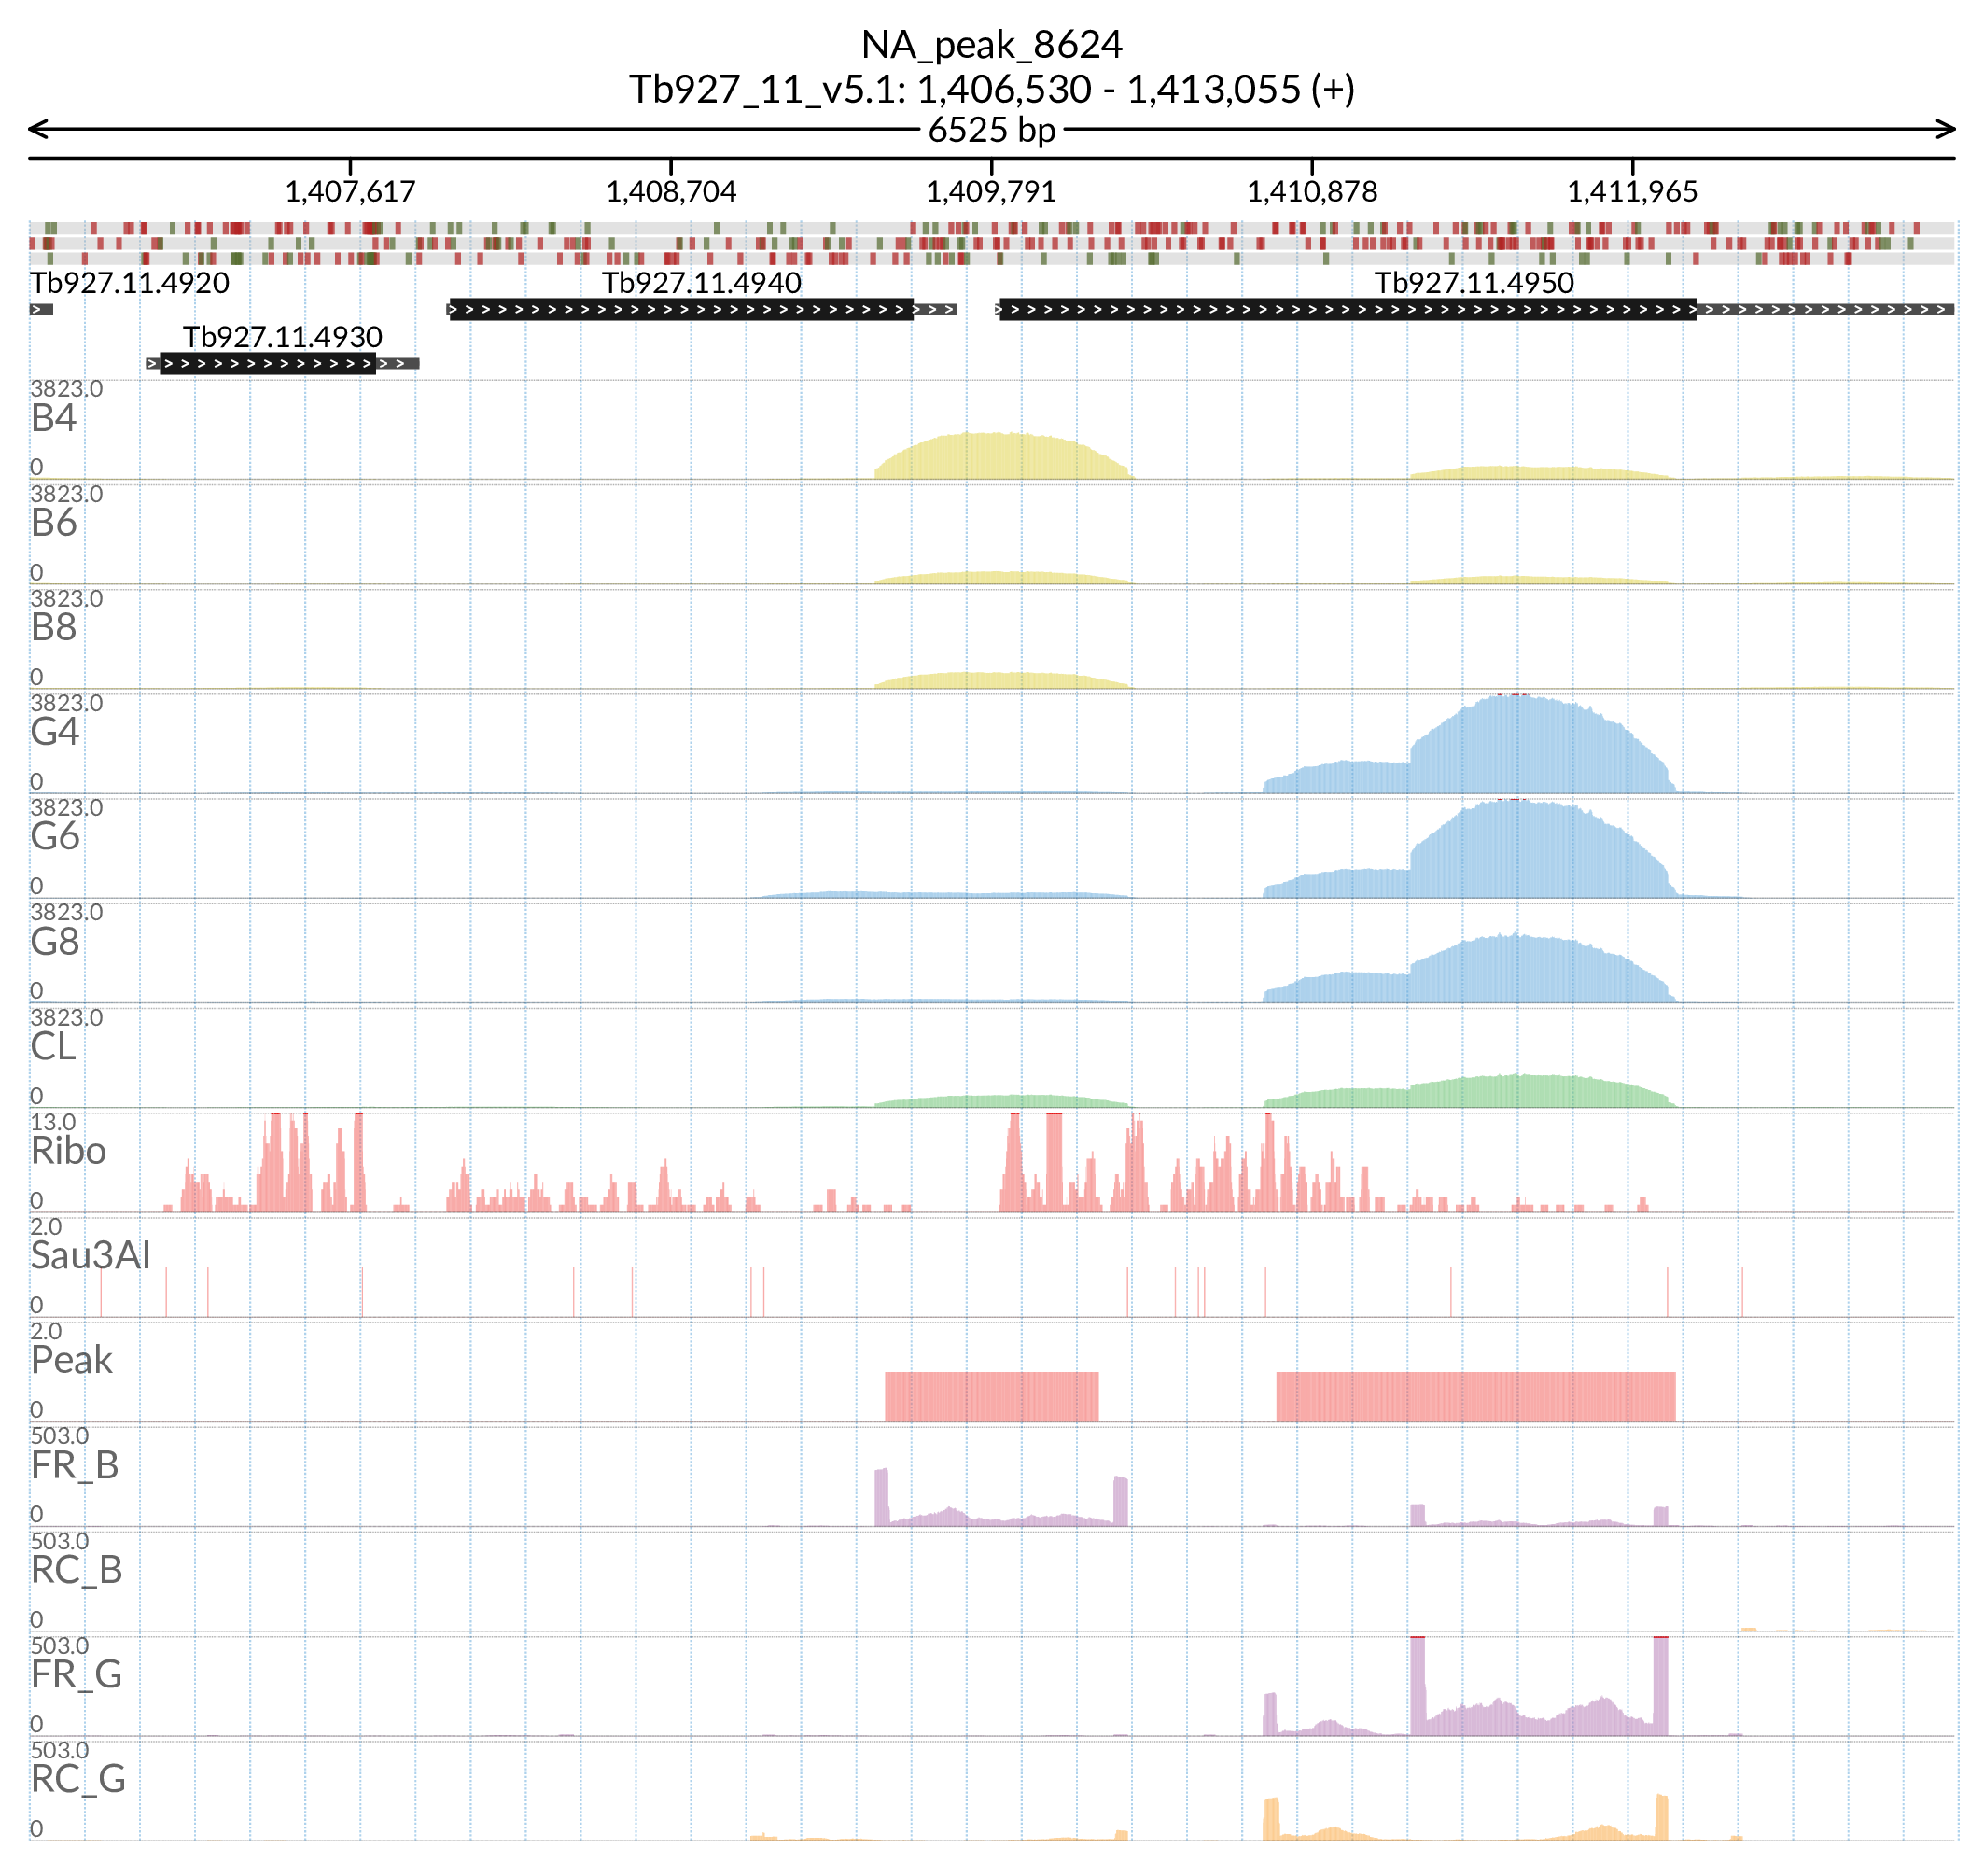 NA_peak_8624
Tb927_11_v5.1: 1,406,530 - 1,413,055 (+)
6525 bp
1,407,617 1,408,704 1,409,791 1,410,878 1,411,965
Tb927.11.4920 Tb927.11.4940 Tb927.11.4950
Tb927.11.4930
3823.0
B4
0
3823.0
B6
0
3823.0
B8
0
3823.0
G4
0
3823.0
G6
0
3823.0
G8
0
3823.0
CL
0
13.0
Ribo
0
2.0
Sau3AI
0
2.0
Peak
0
503.0
FR_B
0
503.0
RC_B
0
503.0
FR_G
0
503.0
RC_G
0